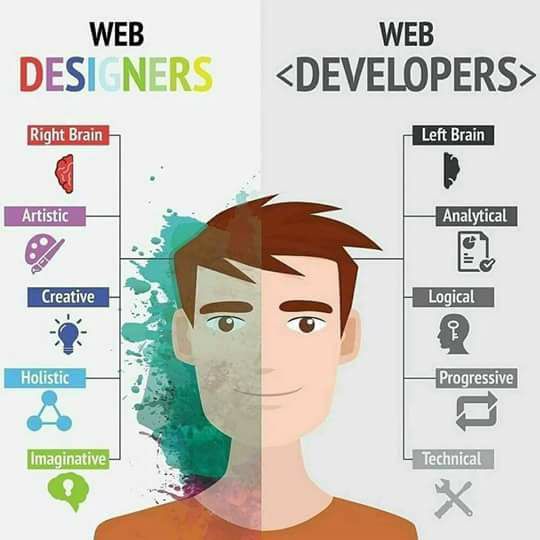 WEB
DESIGNERS
Right Brain
Artistic
Creative
Holistic
Imaginative
WEB
<DEVELOPERS>
Left Brain
Analytical
Logical
Progressive
Technical